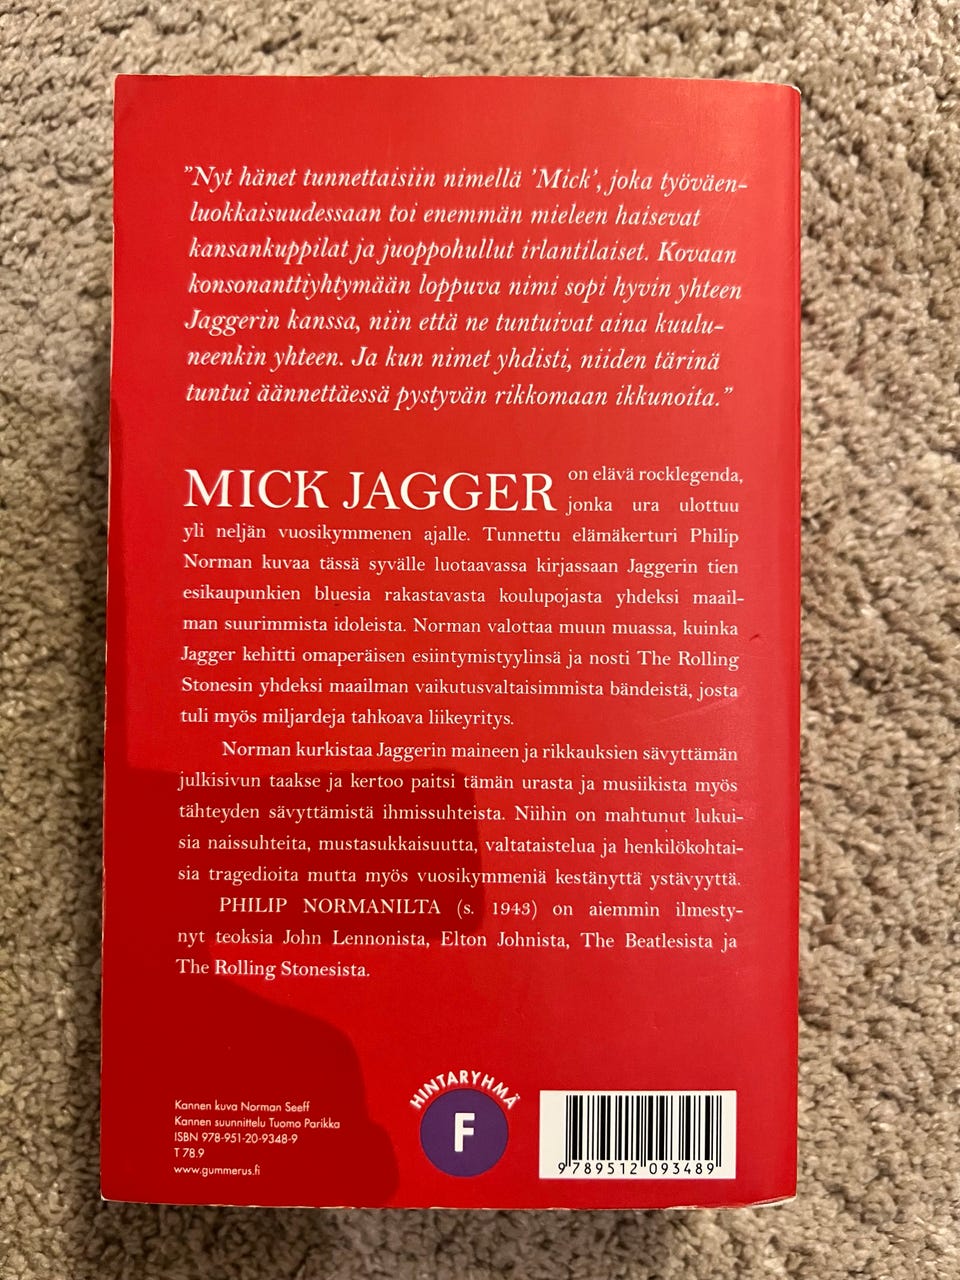 ”Nyt hänet tunnettaisiin nimellä ’Mick’, joka työväen-
luokkaisuudessaan toi enemmän mieleen haisevat
kansankuppilat ja juoppohullut irlantilaiset. Kovaan
konsonanttiyhtymään loppuva nimi sopi hyvin yhteen
Jaggerin kanssa, niin että ne tuntuivat aina kuulu-
neenkin yhteen. Ja kun nimet yhdisti, niiden tärinä
tuntui äännettäessä pystyvän rikkomaan ikkunoita.”
MICK JAGGER on elävä rocklegenda,
jonka ura ulottuu
yli neljän vuosikymmenen ajalle. Tunnettu elämäkerturi Philip
Norman kuvaa tässä syvälle luotaavassa kirjassaan Jaggerin tien
esikaupunkien bluesia rakastavasta koulupojasta yhdeksi maail-
man suurimmista idoleista. Norman valottaa muun muassa, kuinka
Jagger kehitti omaperäisen esiintymistyylinsä ja nosti The Rolling
Stonesin yhdeksi maailman vaikutusvaltaisimmista bändeistä, josta
tuli myös miljardeja tahkoava liikeyritys.
Norman kurkistaa Jaggerin maineen ja rikkauksien sävyttämän
julkisivun taakse ja kertoo paitsi tämän urasta ja musiikista myös
tähteyden sävyttämistä ihmissuhteista. Niihin on mahtunut lukui-
sia naissuhteita, mustasukkaisuutta, valtataistelua ja henkilökohtai-
sia tragedioita mutta myös vuosikymmeniä kestänyttä ystävyyttä.
PHILIP NORMANILTA (s. 1943) on aiemmin ilmesty-
nyt teoksia John Lennonista, Elton Johnista, The Beatlesista ja
The Rolling Stonesista.
Kannen kuva Norman Seeff
Kannen suunnittelu Tuomo Parikka
ISBN 978-951-20-9348-9
T 78.9
www.gummerus.fi
HINTARYHMÄ
F
9 789512 093489